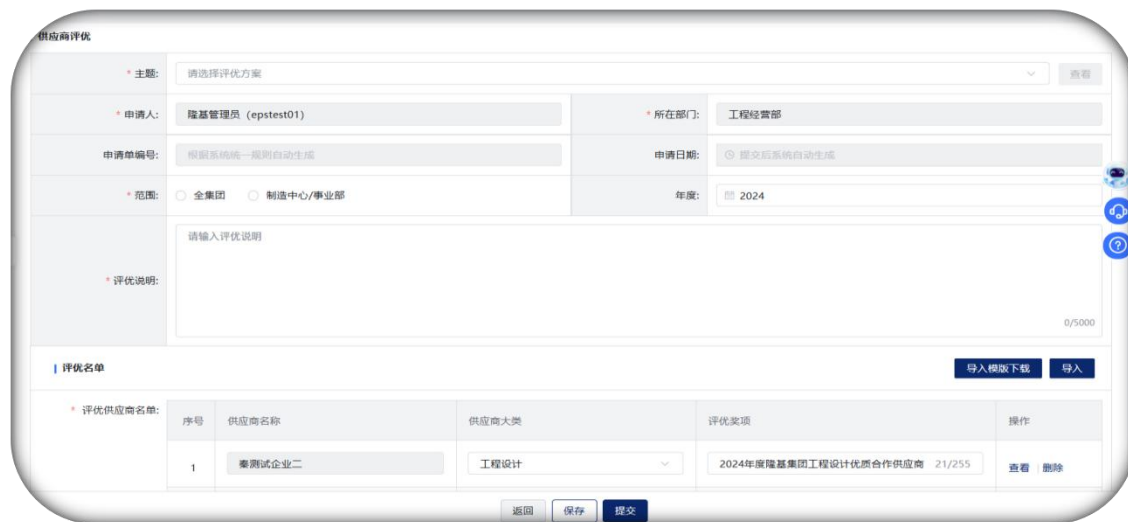 供应商评优
* 主题: 请选择评优方案 查看
* 申请人: 隆基管理员 (epstest01) * 所在部门: 工程经营部
申请单编号: 根据系统统一规则自动生成 申请日期: 提交后系统自动生成
* 范围: 全集团 制造中心/事业部 年度: 2024
* 评优说明: 请输入评优说明
0/5000
评优名单 导入模版下载 导入
* 评优供应商名单:
序号 供应商名称 供应商大类 评优奖项 操作
1 秦测试企业二 工程设计 2024年度隆基集团工程设计优质合作供应商 21/255 查看 删除
返回 保存 提交